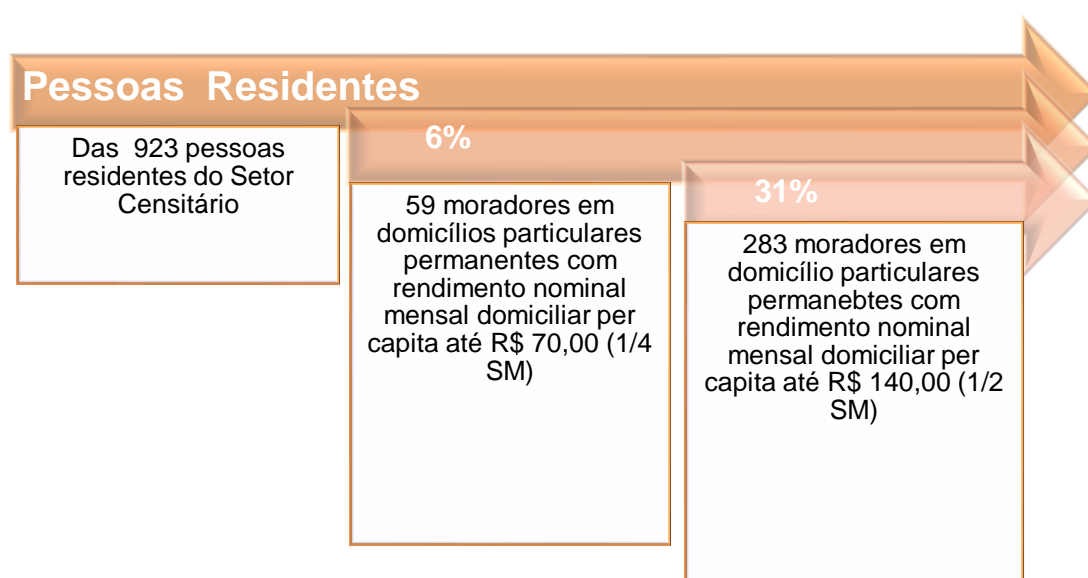 Pessoas Residentes
Das 923 pessoas
residentes do Setor
Censitário
6%
59 moradores em
domicílios particulares
permanentes com
rendimento nominal
mensal domiciliar per
capita até R$ 70,00 (1/4
SM)
31%
283 moradores em
domicílio particulares
permanebtes com
rendimento nominal
mensal domiciliar per
capita até R$ 140,00 (1/2
SM)